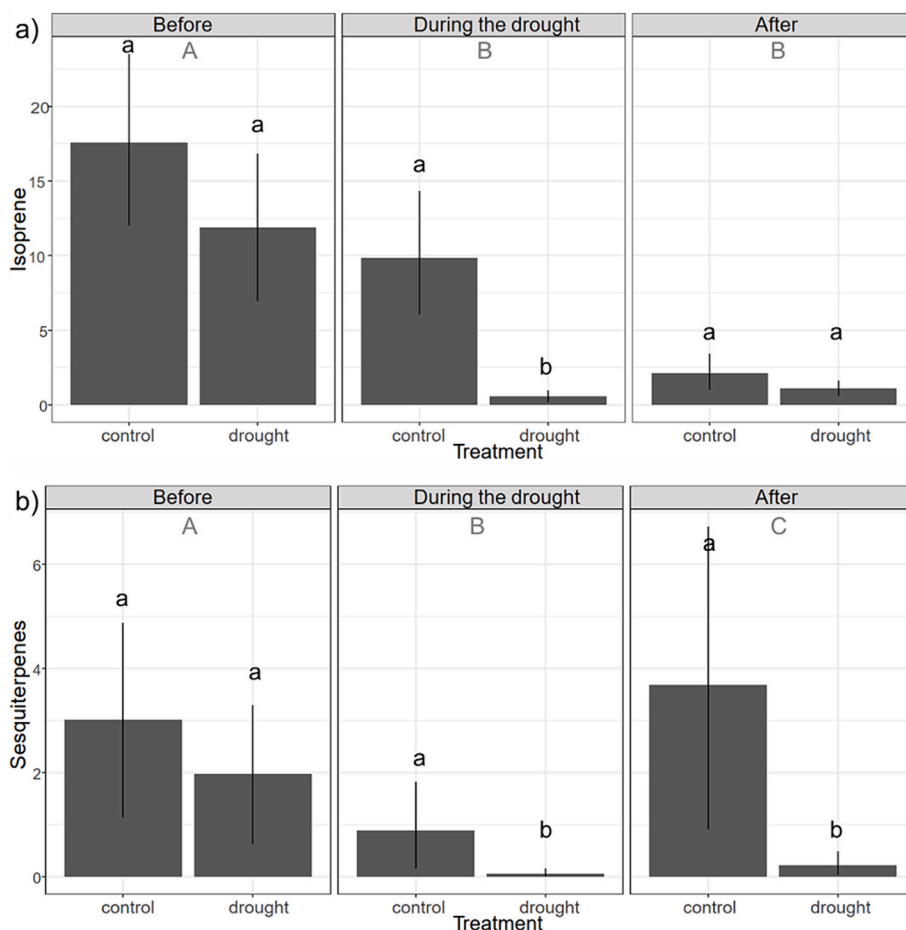 a)
Before During the drought After
A B B
a a a b a a
Isoprene
20
15
10
5
0
control drought control drought control drought
Treatment
b)
Before During the drought After
A B C
a a a b a b
Sesquiterpenes
6
4
2
0
control drought control drought control drought
Treatment